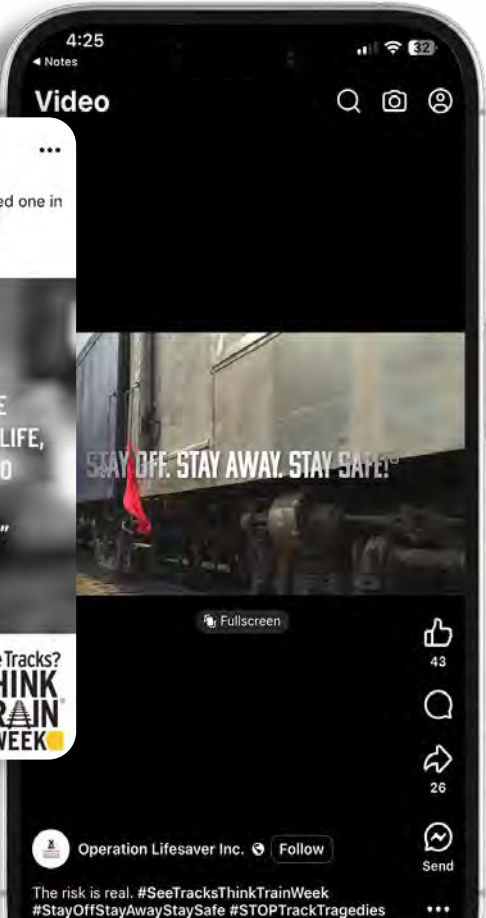 4:25
32
◀ Notes
Video
•••
ed one in
E
LIFE,
O
”
STAY OFF. STAY AWAY. STAY SAFE!®
Fullscreen
43
26
e Tracks?
HINK
RAIN®
WEEK
Operation Lifesaver Inc.
Follow
Send
The risk is real. #SeeTracksThinkTrainWeek
#StayOffStayAwayStaySafe #STOPTrackTragedies
•••